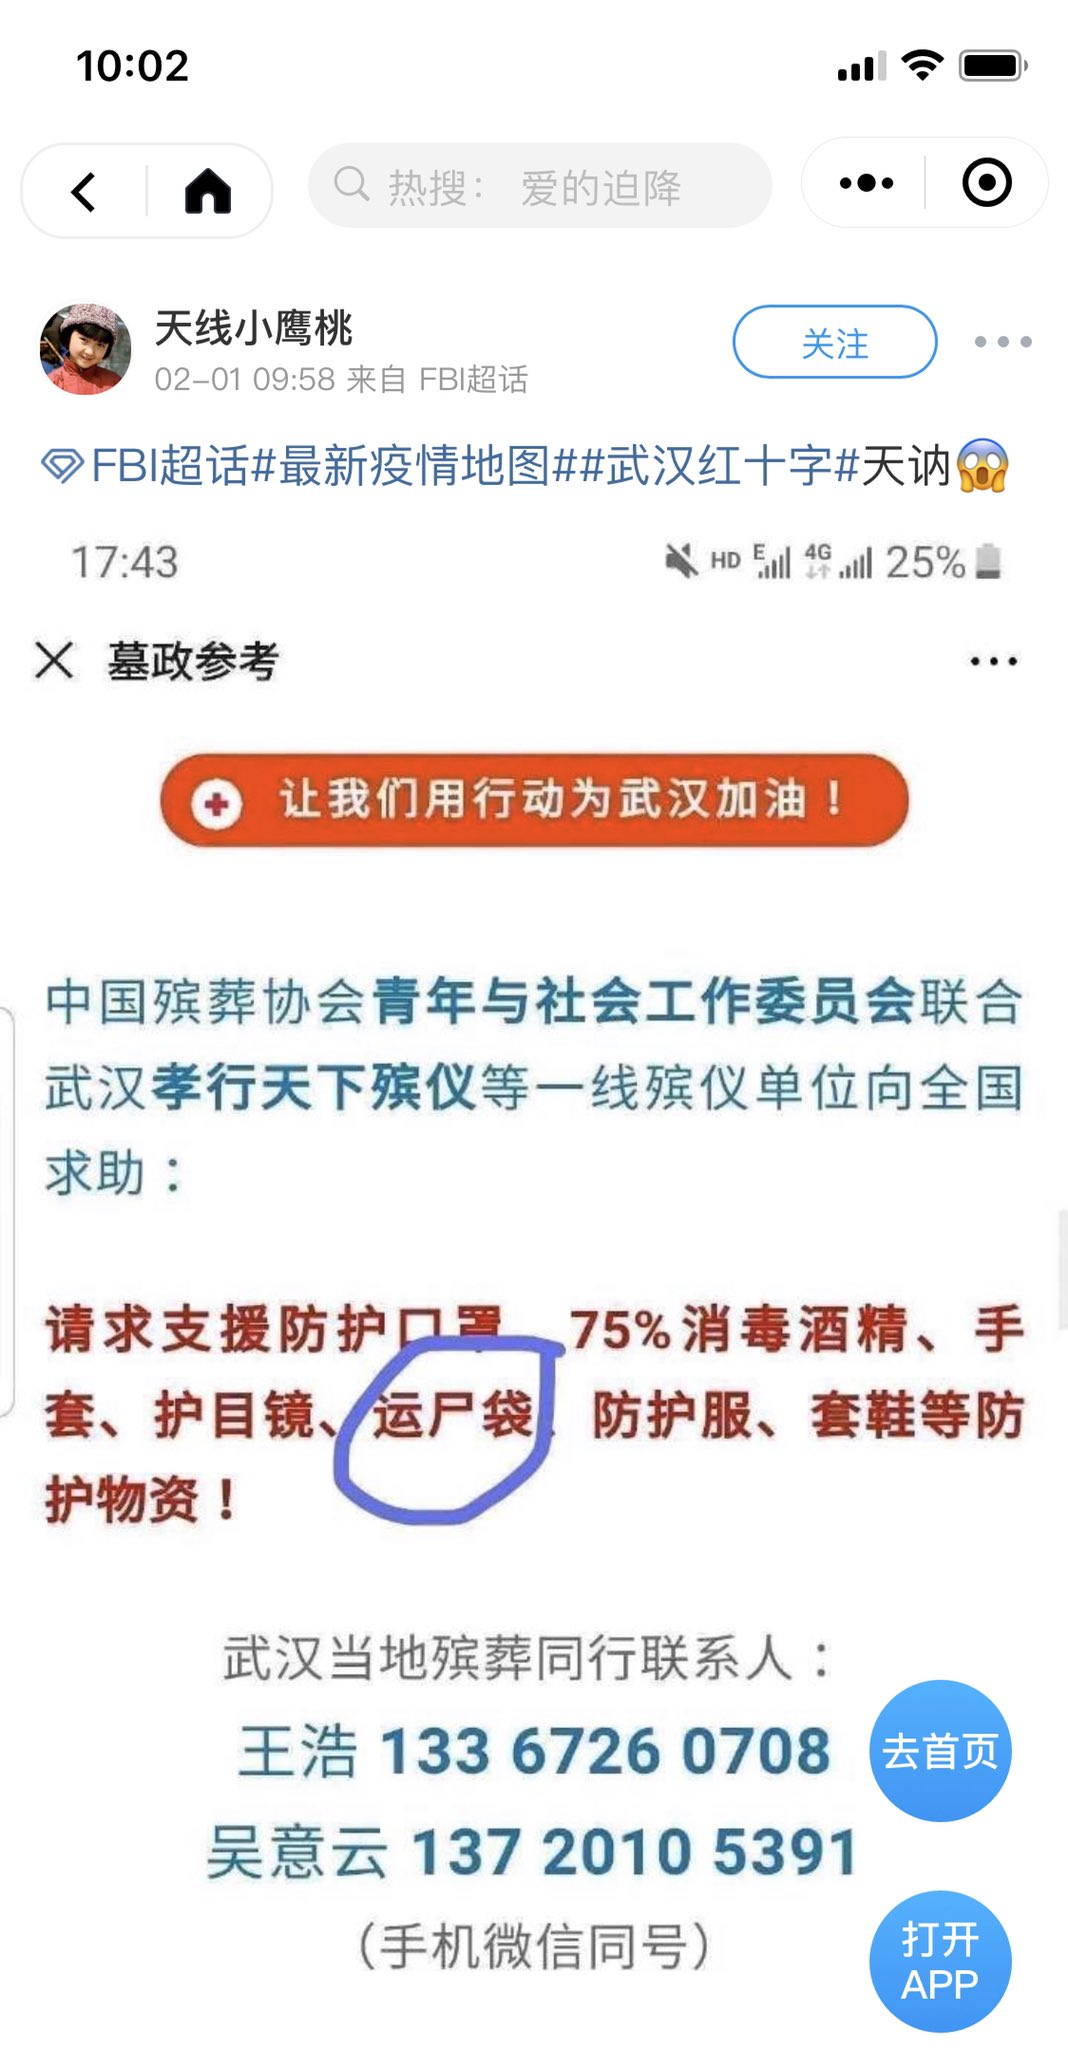 10:02
热搜： 爱的迫降
天线小鹰桃
02-01 09:58 来自 FBI超话
关注
FBI超话#最新疫情地图##武汉红十字#天讷😱
17:43
HD E 4G 25%
墓政参考
让我们用行动为武汉加油！
中国殡葬协会青年与社会工作委员会联合
武汉孝行天下殡仪等一线殡仪单位向全国
求助：
请求支援防护口罩 75%消毒酒精、手
套、护目镜、运尸袋、防护服、套鞋等防
护物资！
武汉当地殡葬同行联系人：
王浩 133 6726 0708
吴意云 137 2010 5391
（手机微信同号）
去首页
打开
APP